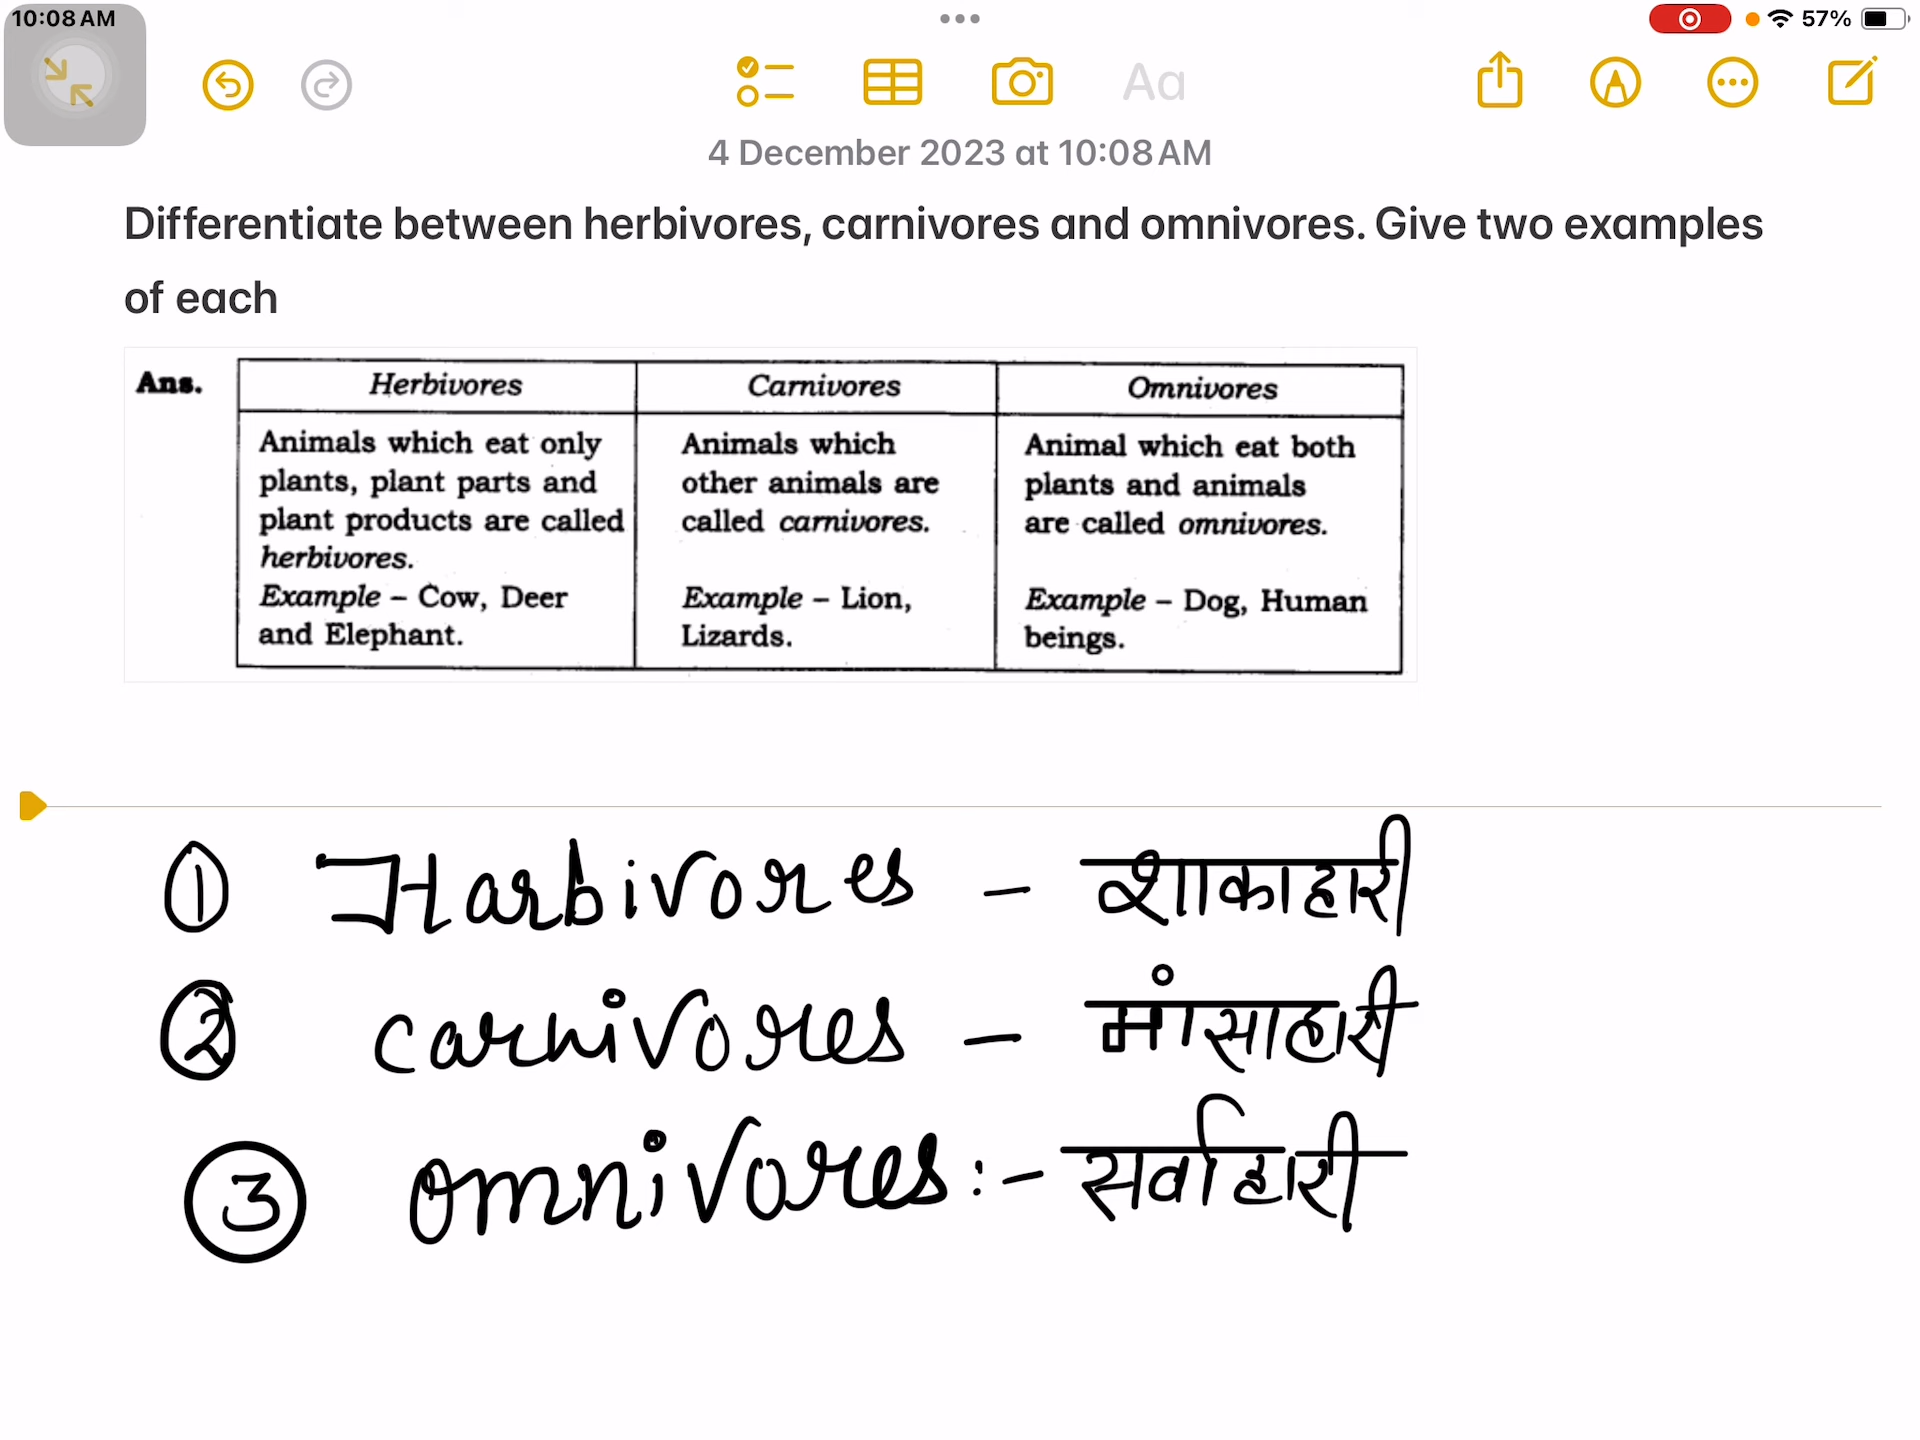 10:08 AM
57%
Aa
4 December 2023 at 10:08 AM
Differentiate between herbivores, carnivores and omnivores. Give two examples
of each
Ans.
Herbivores
Animals which eat only
plants, plant parts and
plant products are called
herbivores.
Example – Cow, Deer
and Elephant.
Carnivores
Animals which
other animals are
called carnivores.
Example – Lion,
Lizards.
Omnivores
Animal which eat both
plants and animals
are called omnivores.
Example – Dog, Human
beings.
① Harbivores – शाकाहारी
② carnivores – मांसाहारी
③ omnivores :- सर्वाहारी